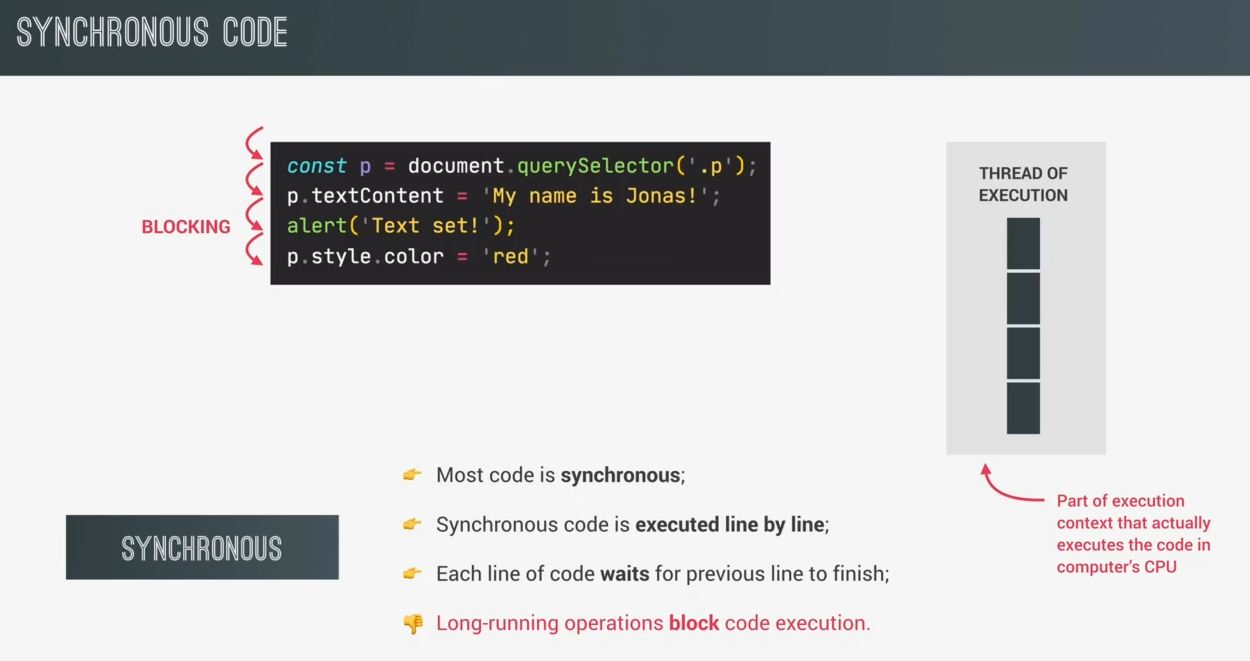 SYNCHRONOUS CODE
const p = document.querySelector('.p');
p.textContent = 'My name is Jonas!';
alert('Text set!');
p.style.color = 'red';
BLOCKING
THREAD OF
EXECUTION
Part of execution
context that actually
executes the code in
computer's CPU
SYNCHRONOUS
👉 Most code is synchronous;
👉 Synchronous code is executed line by line;
👉 Each line of code waits for previous line to finish;
👎 Long-running operations block code execution.